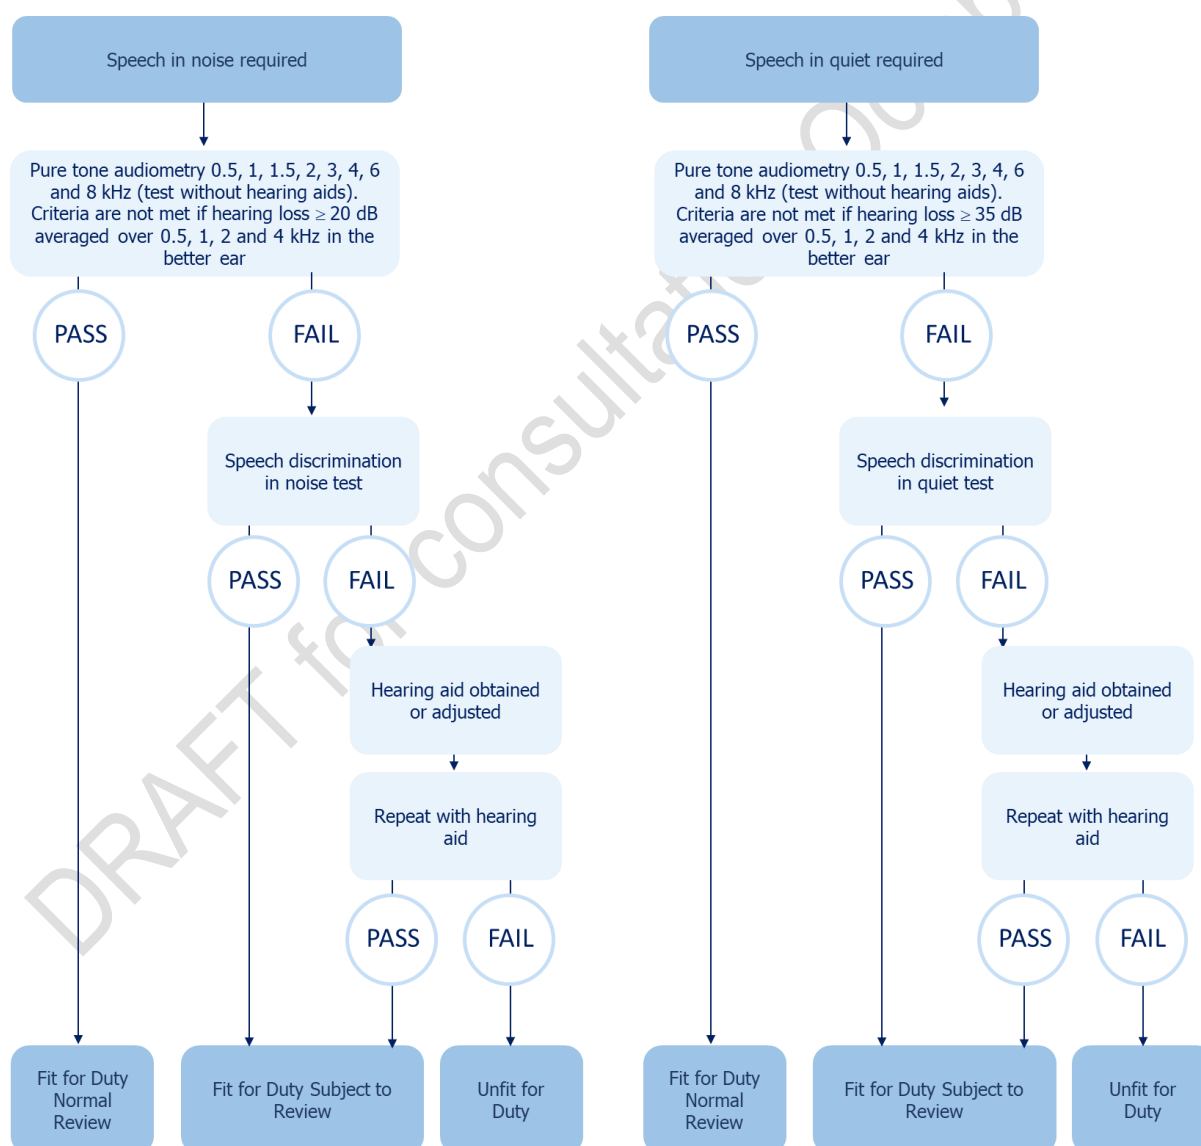 Speech in noise required
Pure tone audiometry 0.5, 1, 1.5, 2, 3, 4, 6
and 8 kHz (test without hearing aids).
Criteria are not met if hearing loss ≥ 20 dB
averaged over 0.5, 1, 2 and 4 kHz in the
better ear
PASS
FAIL
Speech discrimination
in noise test
PASS
FAIL
Hearing aid obtained
or adjusted
Repeat with hearing
aid
PASS
FAIL
Fit for Duty
Normal
Review
Fit for Duty Subject to
Review
Unfit for
Duty
Speech in quiet required
Pure tone audiometry 0.5, 1, 1.5, 2, 3, 4, 6
and 8 kHz (test without hearing aids).
Criteria are not met if hearing loss ≥ 35 dB
averaged over 0.5, 1, 2 and 4 kHz in the
better ear
PASS
FAIL
Speech discrimination
in quiet test
PASS
FAIL
Hearing aid obtained
or adjusted
Repeat with hearing
aid
PASS
FAIL
Fit for Duty
Normal
Review
Fit for Duty Subject to
Review
Unfit for
Duty
DRAFT for consultation